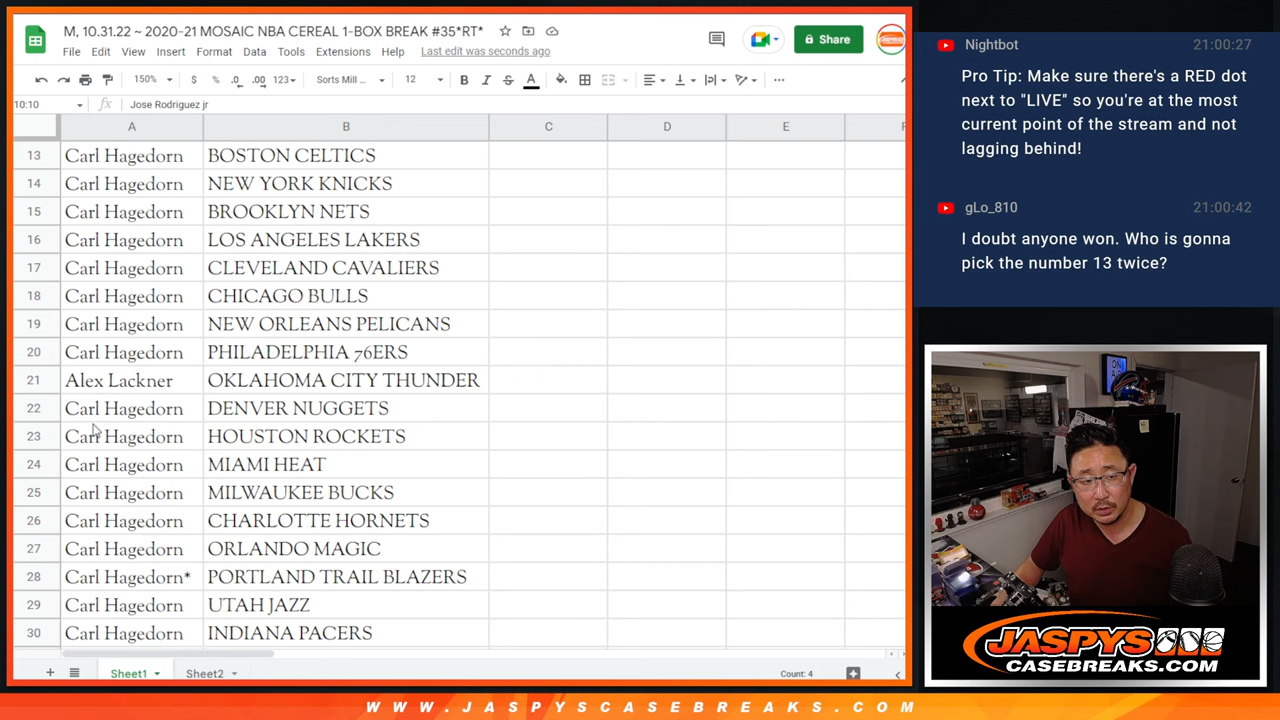 M, 10.31.22 ~ 2020-21 MOSAIC NBA CEREAL 1-BOX BREAK #35*RT*
File Edit View Insert Format Data Tools Extensions Help Last edit was seconds ago
Share
150% $ % .0 .00 123 Sorts Mill ... 12 B I S A
10:10 fx Jose Rodriguez jr
A B C D E
13 Carl Hagedorn BOSTON CELTICS
14 Carl Hagedorn NEW YORK KNICKS
15 Carl Hagedorn BROOKLYN NETS
16 Carl Hagedorn LOS ANGELES LAKERS
17 Carl Hagedorn CLEVELAND CAVALIERS
18 Carl Hagedorn CHICAGO BULLS
19 Carl Hagedorn NEW ORLEANS PELICANS
20 Carl Hagedorn PHILADELPHIA 76ERS
21 Alex Lackner OKLAHOMA CITY THUNDER
22 Carl Hagedorn DENVER NUGGETS
23 Carl Hagedorn HOUSTON ROCKETS
24 Carl Hagedorn MIAMI HEAT
25 Carl Hagedorn MILWAUKEE BUCKS
26 Carl Hagedorn CHARLOTTE HORNETS
27 Carl Hagedorn ORLANDO MAGIC
28 Carl Hagedorn* PORTLAND TRAIL BLAZERS
29 Carl Hagedorn UTAH JAZZ
30 Carl Hagedorn INDIANA PACERS
Sheet1 Sheet2 Count: 4
Nightbot 21:00:27
Pro Tip: Make sure there's a RED dot
next to "LIVE" so you're at the most
current point of the stream and not
lagging behind!
gLo_810 21:00:42
I doubt anyone won. Who is gonna
pick the number 13 twice?
JASPYS
CASEBREAKS.COM
WWW.JASPYSCASEBREAKS.COM